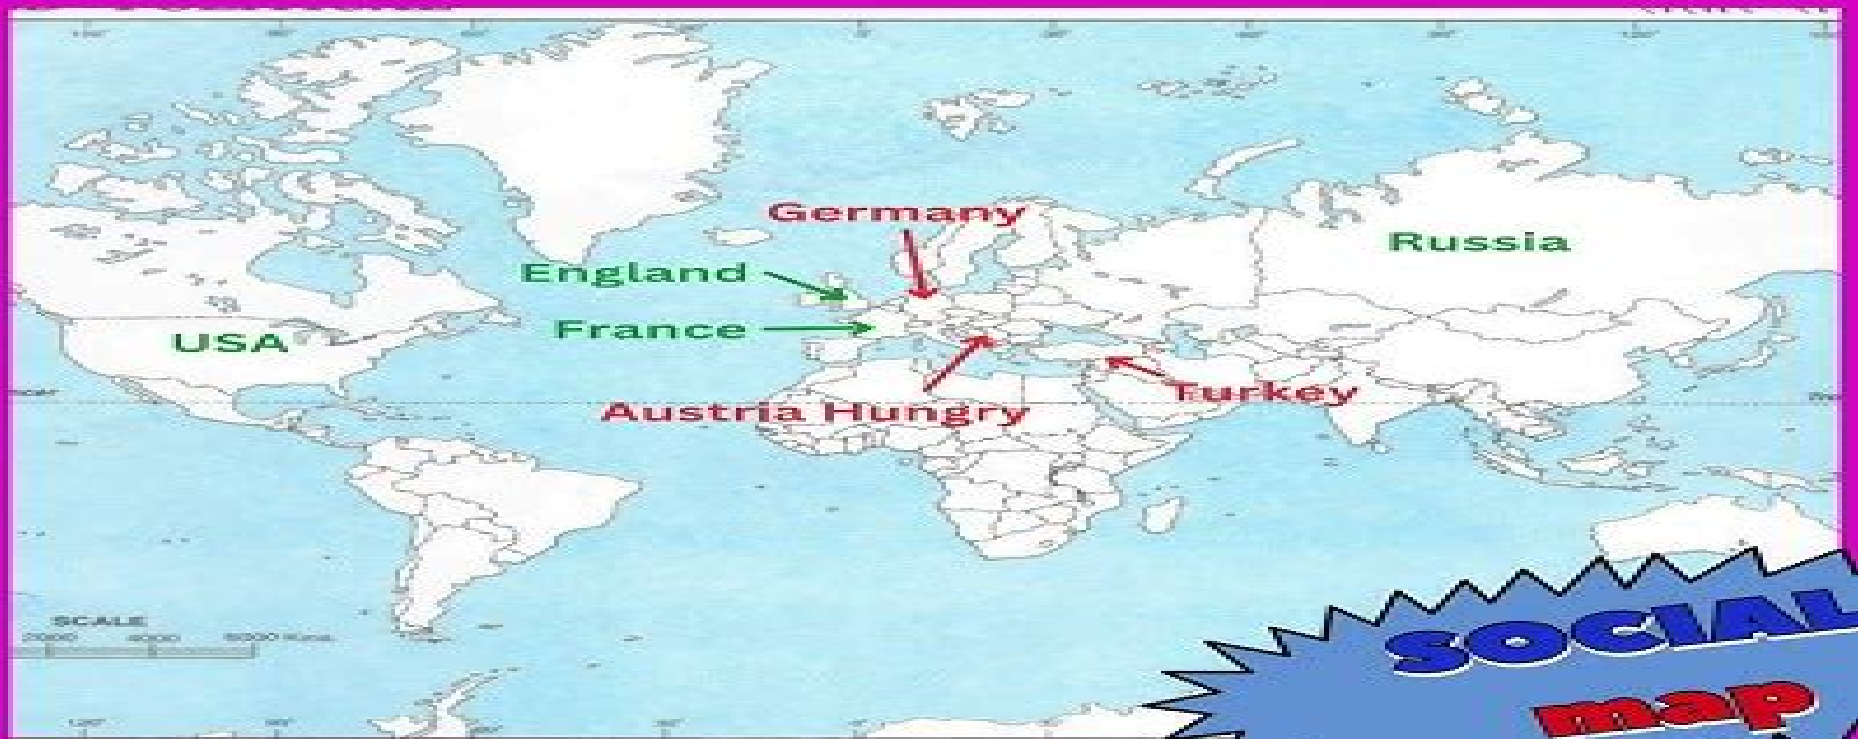 Germany
Russia
England
France
USA
Turkey
Austria Hungry
SCALE
SOCIAL
map